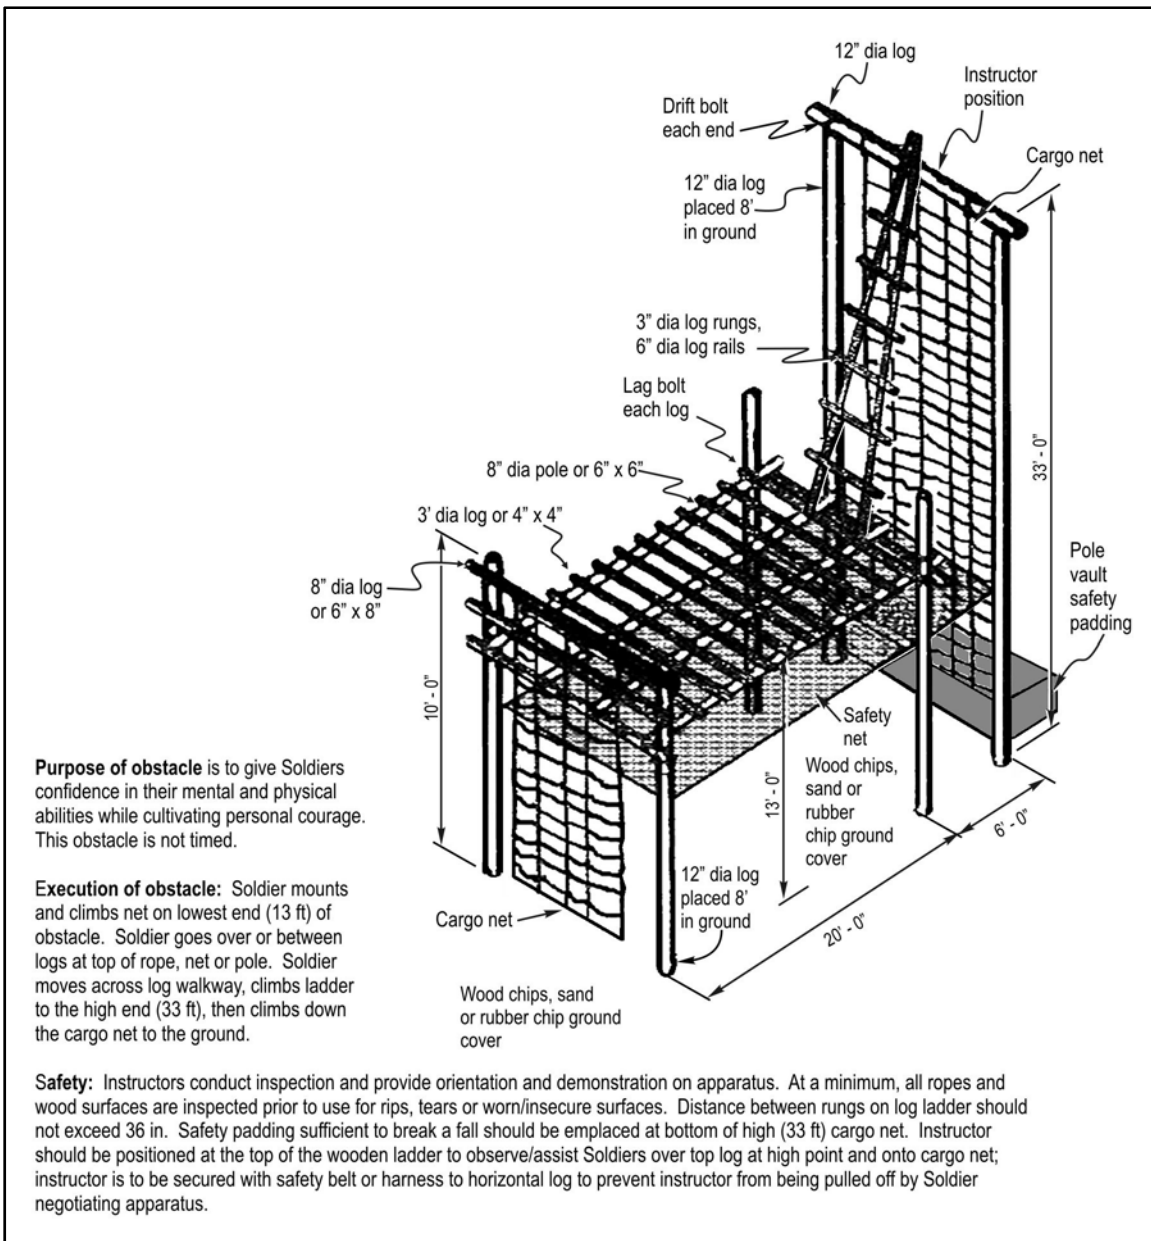 12” dia log
Instructor
position
Drift bolt
each end
Cargo net
12” dia log
placed 8’
in ground
3” dia log rungs,
6” dia log rails
Lag bolt
each log
8” dia pole or 6” x 6”
3’ dia log or 4” x 4”
8” dia log
or 6” x 8”
33’ - 0”
Pole
vault
safety
padding
10’ - 0”
Safety
net
Wood chips,
sand or
rubber
chip ground
cover
13’ - 0”
6’ - 0”
20’ - 0”
12” dia log
placed 8’
in ground
Cargo net
Wood chips, sand
or rubber chip ground
cover
Purpose of obstacle is to give Soldiers
confidence in their mental and physical
abilities while cultivating personal courage.
This obstacle is not timed.
Execution of obstacle: Soldier mounts
and climbs net on lowest end (13 ft) of
obstacle. Soldier goes over or between
logs at top of rope, net or pole. Soldier
moves across log walkway, climbs ladder
to the high end (33 ft), then climbs down
the cargo net to the ground.
Safety: Instructors conduct inspection and provide orientation and demonstration on apparatus. At a minimum, all ropes and
wood surfaces are inspected prior to use for rips, tears or worn/insecure surfaces. Distance between rungs on log ladder should
not exceed 36 in. Safety padding sufficient to break a fall should be emplaced at bottom of high (33 ft) cargo net. Instructor
should be positioned at the top of the wooden ladder to observe/assist Soldiers over top log at high point and onto cargo net;
instructor is to be secured with safety belt or harness to horizontal log to prevent instructor from being pulled off by Soldier
negotiating apparatus.